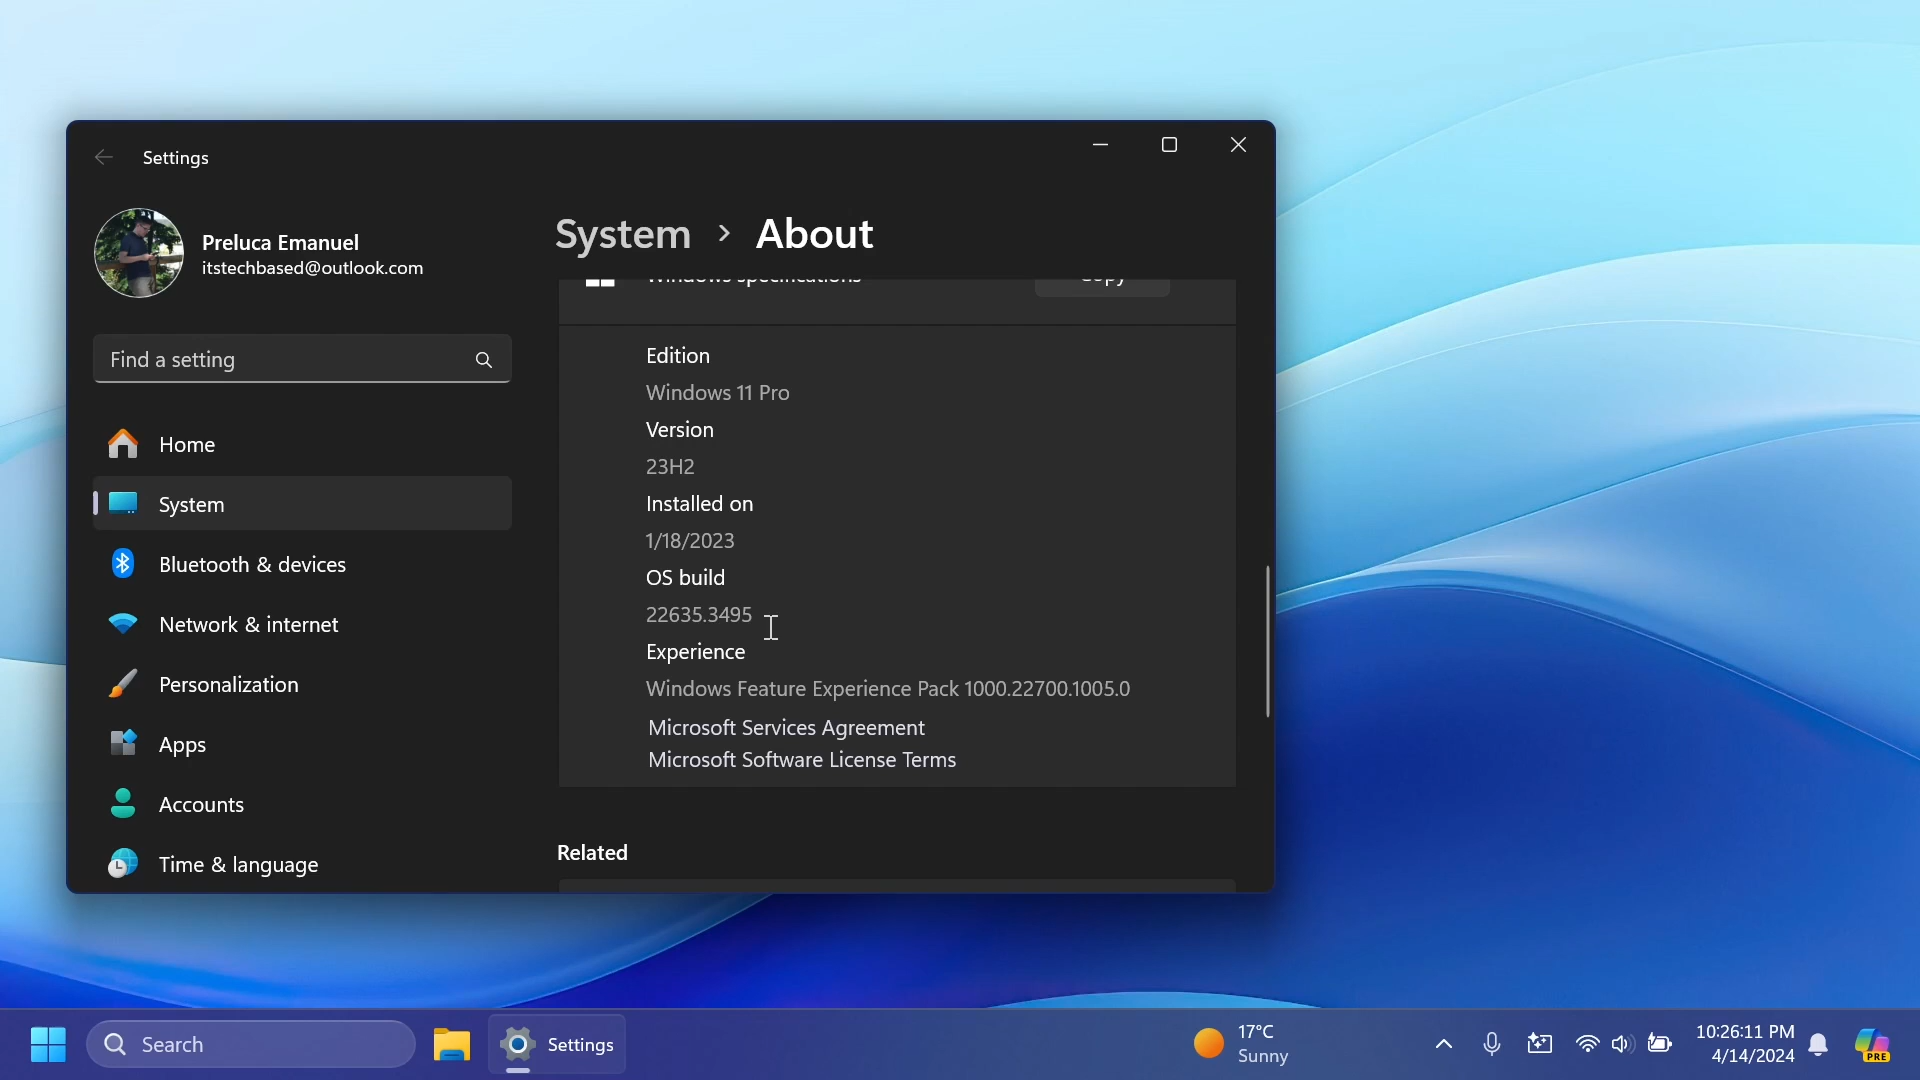 Settings
Preluca Emanuel
itstechbased@outlook.com
Find a setting
Home
System
Bluetooth & devices
Network & internet
Personalization
Apps
Accounts
Time & language
System > About
Windows specifications
Copy
Edition
Windows 11 Pro
Version
23H2
Installed on
1/18/2023
OS build
22635.3495
Experience
Windows Feature Experience Pack 1000.22700.1005.0
Microsoft Services Agreement
Microsoft Software License Terms
Related
Search
Settings
17°C
Sunny
10:26:11 PM
4/14/2024
PRE